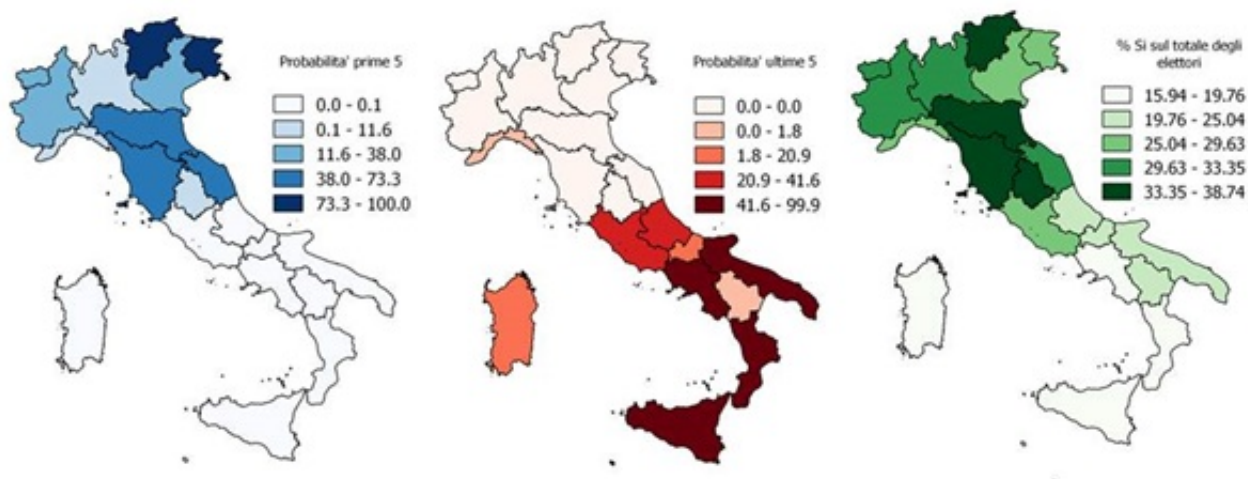 Probabilita' prime 5
0.0 - 0.1
0.1 - 11.6
11.6 - 38.0
38.0 - 73.3
73.3 - 100.0
Probabilita' ultime 5
0.0 - 0.0
0.0 - 1.8
1.8 - 20.9
20.9 - 41.6
41.6 - 99.9
% Si sul totale degli
elettori
15.94 - 19.76
19.76 - 25.04
25.04 - 29.63
29.63 - 33.35
33.35 - 38.74